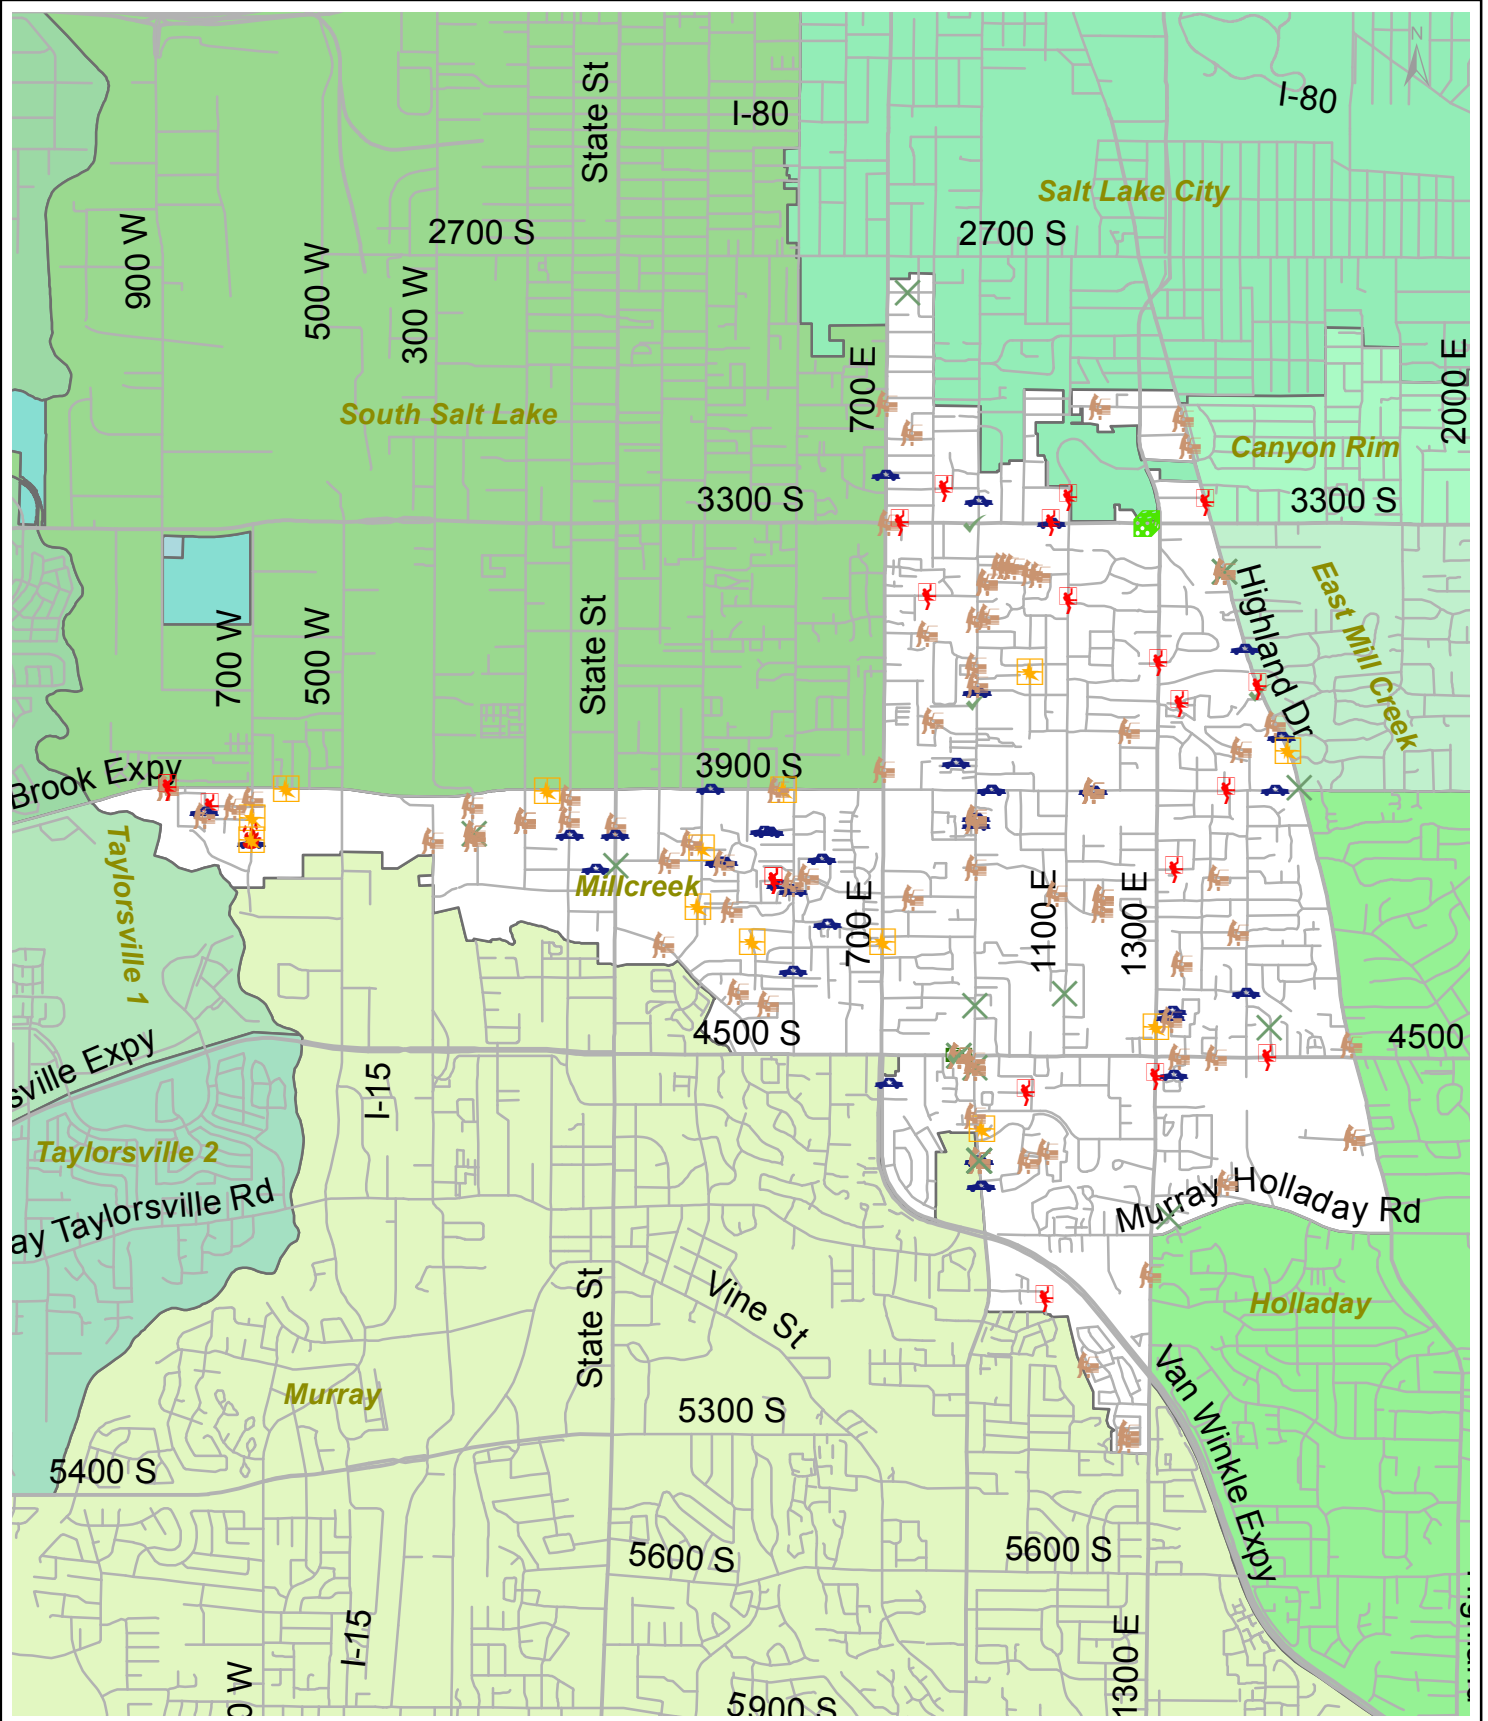 N
I-80
State St
I-80
Salt Lake City
900 W
2700 S
2700 S
500 W
300 W
700 E
2000 E
South Salt Lake
Canyon Rim
3300 S
3300 S
Highland Dr
East Mill Creek
700 W
500 W
State St
Brook Expy
3900 S
Taylorsville 1
Millcreek
700 E
1100 E
1300 E
4500 S
4500
sville Expy
I-15
Taylorsville 2
ay Taylorsville Rd
Murray Holladay Rd
State St
Vine St
Holladay
Murray
5300 S
Van Winkle Expy
5400 S
5600 S
5600 S
I-15
1300 E
0 W
5900 S